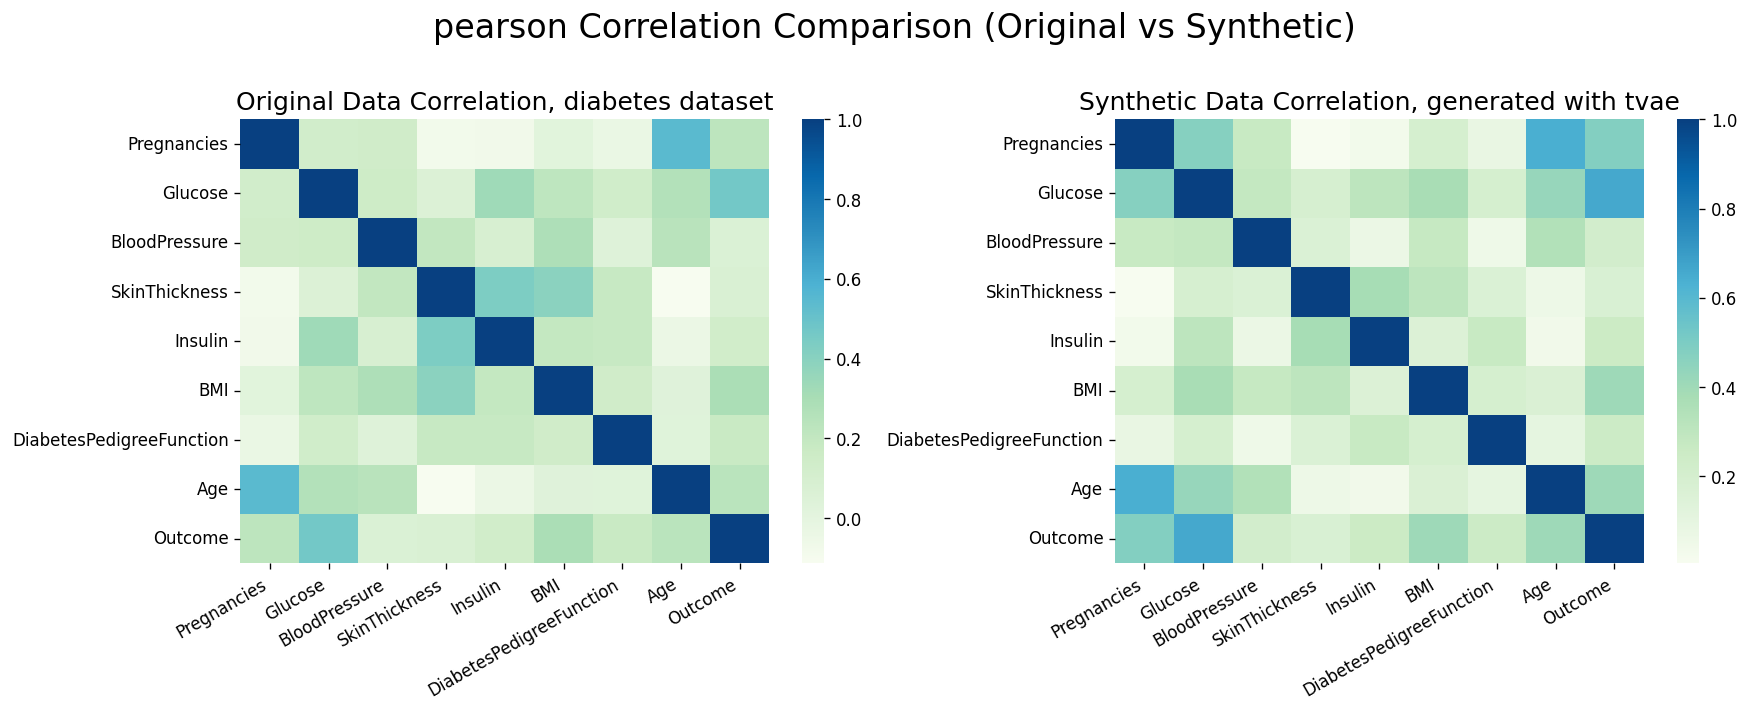 pearson Correlation Comparison (Original vs Synthetic)
Original Data Correlation, diabetes dataset
Pregnancies
Glucose
BloodPressure
SkinThickness
Insulin
BMI
DiabetesPedigreeFunction
Age
Outcome
Pregnancies
Glucose
BloodPressure
SkinThickness
Insulin
BMI
DiabetesPedigreeFunction
Age
Outcome
1.0
0.8
0.6
0.4
0.2
0.0
Synthetic Data Correlation, generated with tvae
Pregnancies
Glucose
BloodPressure
SkinThickness
Insulin
BMI
DiabetesPedigreeFunction
Age
Outcome
Pregnancies
Glucose
BloodPressure
SkinThickness
Insulin
BMI
DiabetesPedigreeFunction
Age
Outcome
1.0
0.8
0.6
0.4
0.2